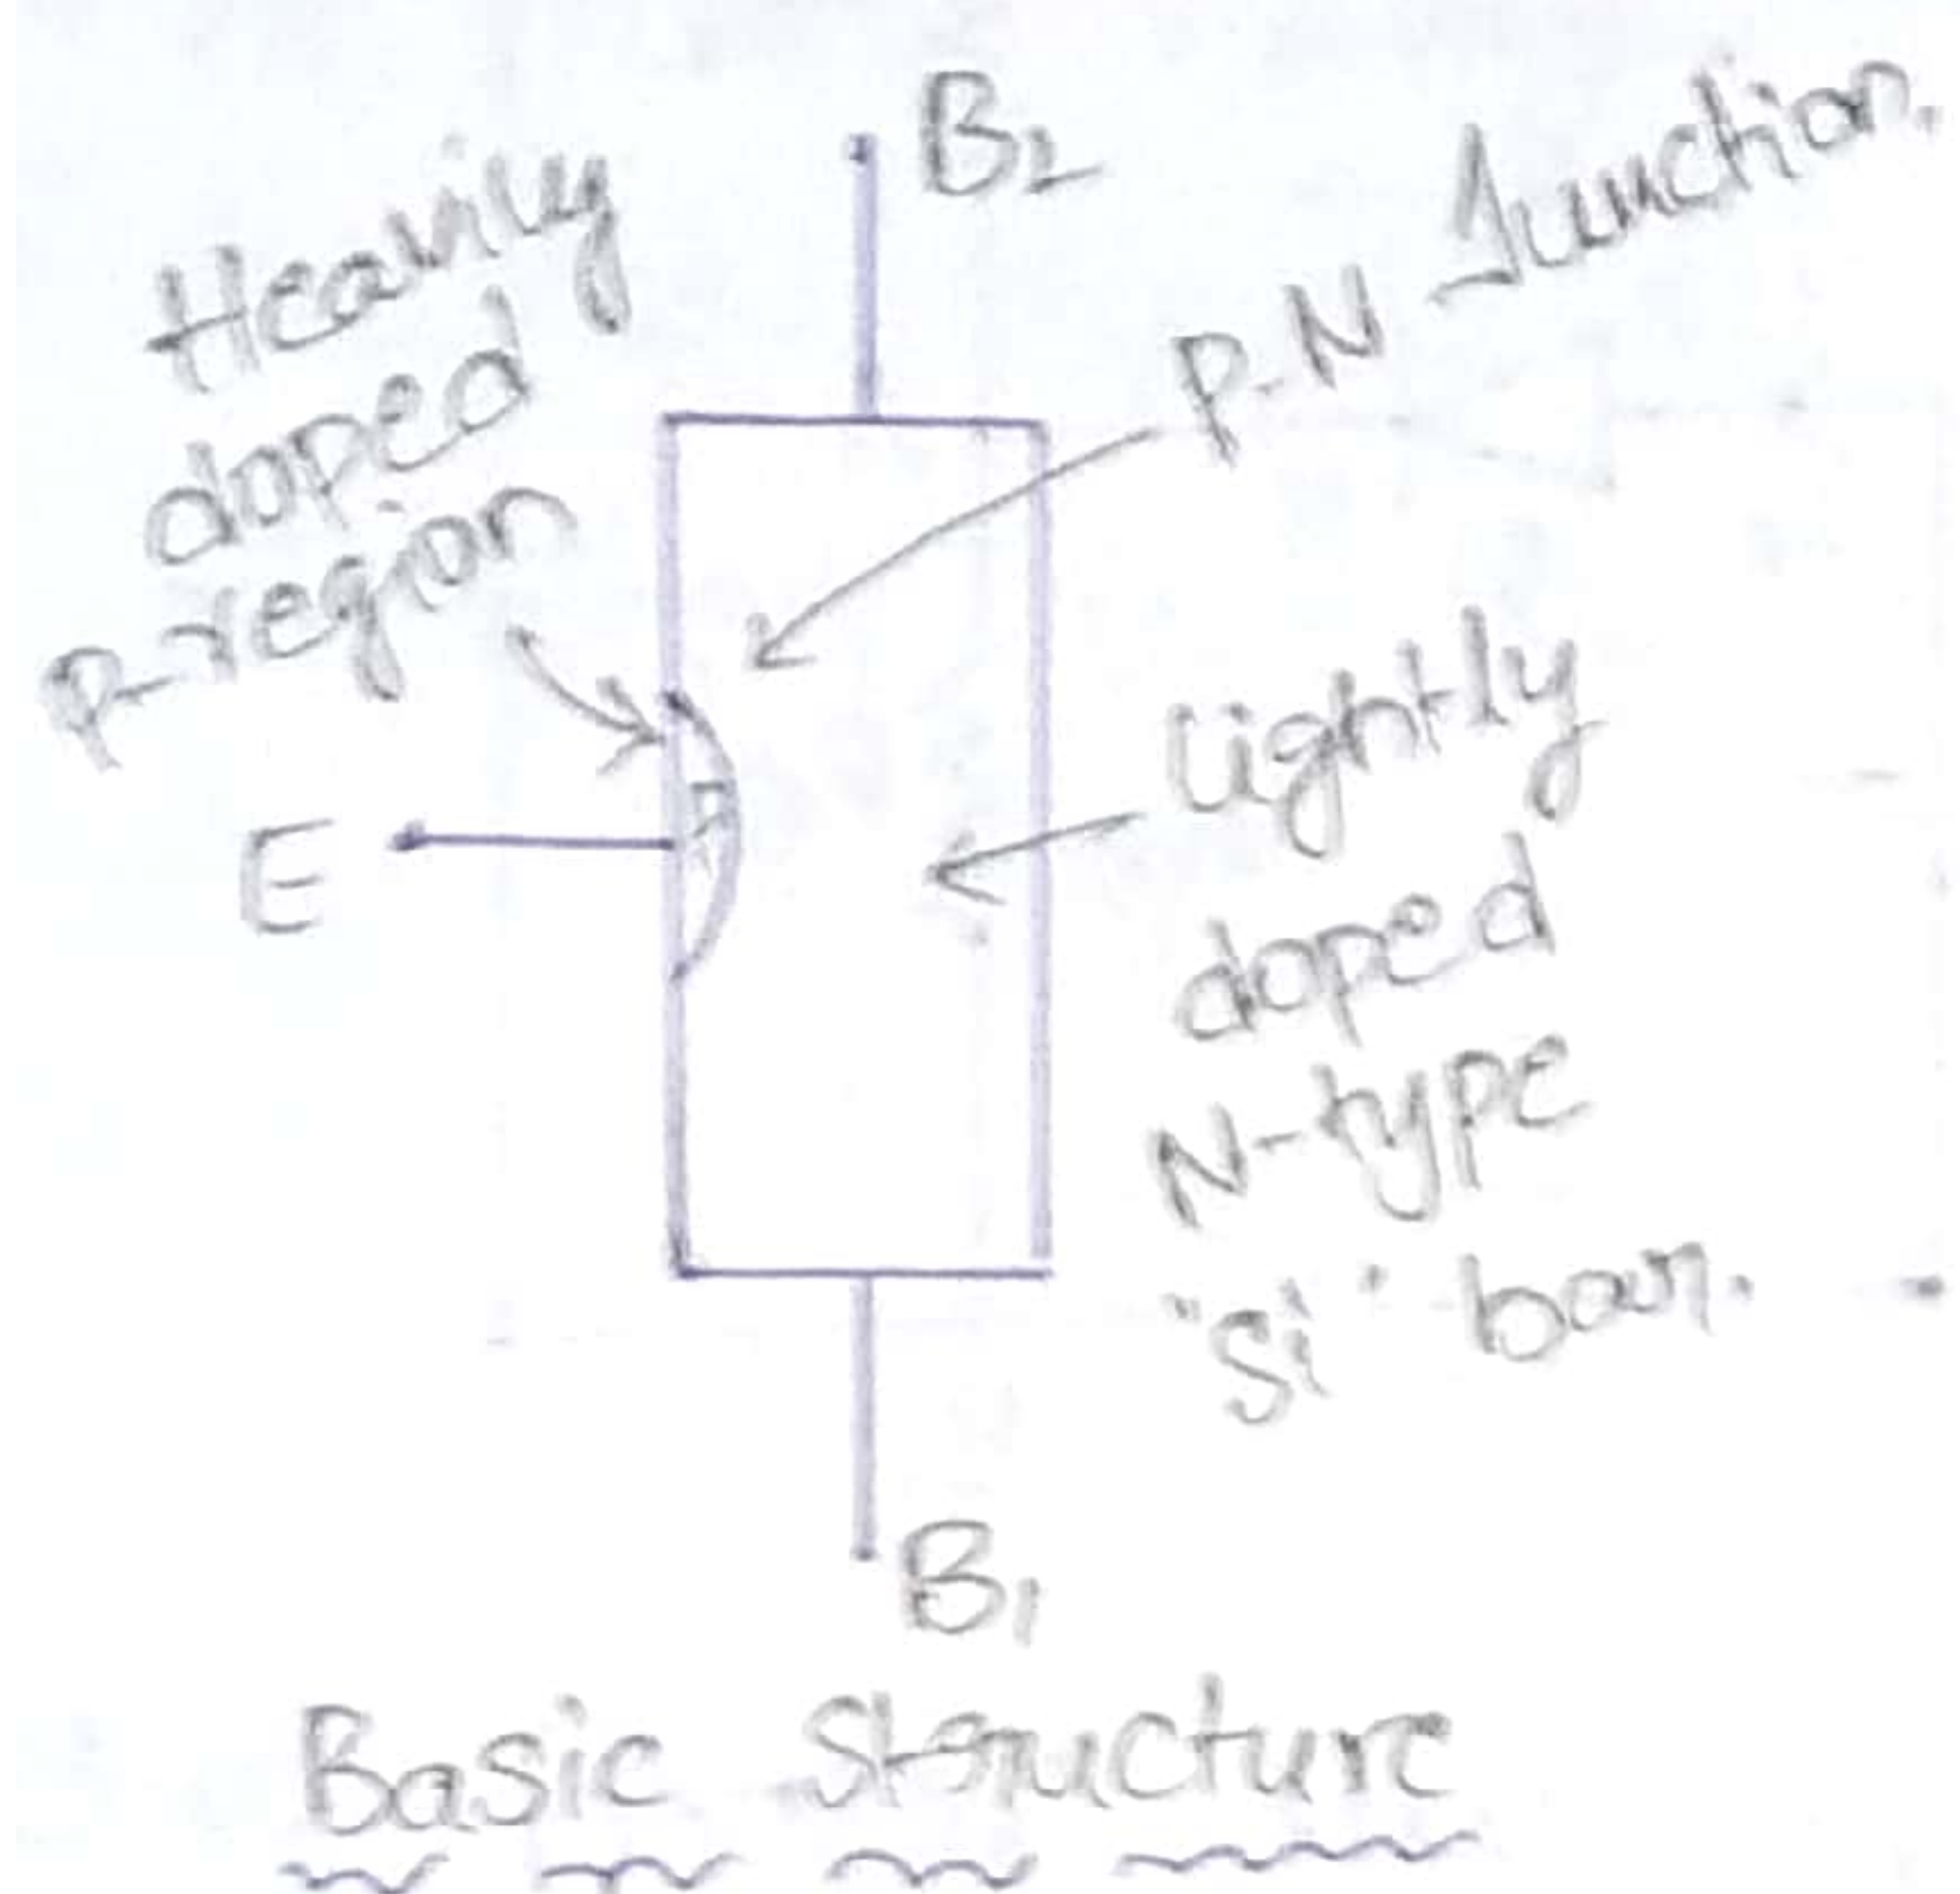 B2
P-N Junction.
Heavily
doped
P-region
P
E
lightly
doped
N-type
"Si" bar.
B1
Basic Structure